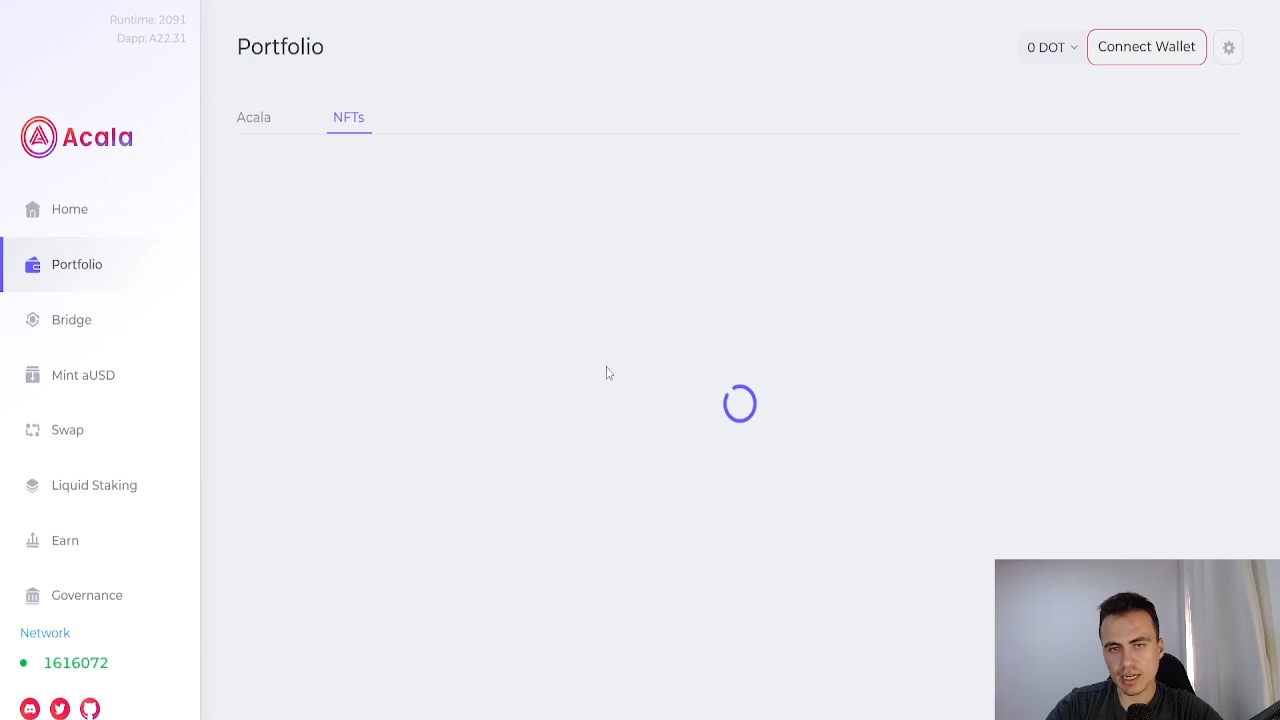 Runtime: 2091
Dapp: A22.31
Acala
Home
Portfolio
Bridge
Mint aUSD
Swap
Liquid Staking
Earn
Governance
Network
1616072
Portfolio
0 DOT
Connect Wallet
Acala
NFTs